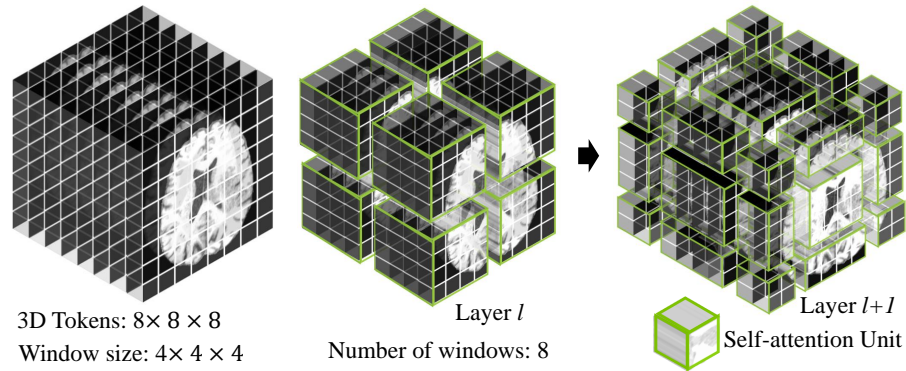 3D Tokens: 8× 8 × 8
Window size: 4× 4 × 4
Layer l
Number of windows: 8
Layer l+1
Self-attention Unit